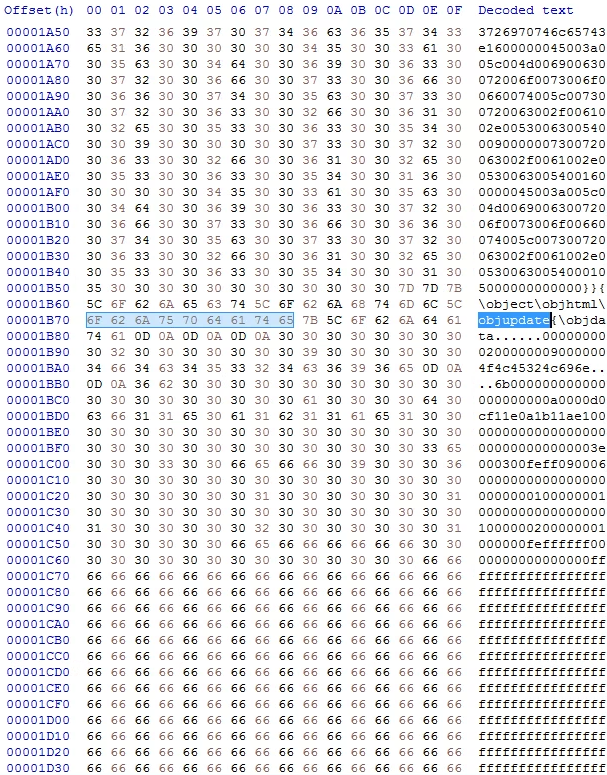 Offset(h) 00 01 02 03 04 05 06 07 08 09 0A 0B 0C 0D 0E 0F Decoded text
00001A50 33 37 32 36 39 37 30 37 34 36 63 36 35 37 34 33 3726970746c65743
00001A60 65 31 36 30 30 30 30 30 30 34 35 30 30 33 61 30 e1600000045003a0
00001A70 30 35 63 30 30 34 64 30 30 36 39 30 30 36 33 30 05c004d006900630
00001A80 30 37 32 30 30 36 66 30 30 37 33 30 30 36 66 30 072006f0073006f0
00001A90 30 36 36 30 30 37 34 30 30 35 63 30 30 37 33 30 0660074005c00730
00001AA0 30 37 32 30 30 36 33 30 30 32 66 30 30 36 31 30 0720063002f00610
00001AB0 30 32 65 30 30 35 33 30 30 36 33 30 30 35 34 30 02e0053006300540
00001AC0 30 30 39 30 30 30 30 30 30 37 33 30 30 37 32 30 0090000007300720
00001AD0 30 36 33 30 30 32 66 30 30 36 31 30 30 32 65 30 063002f0061002e0
00001AE0 30 35 33 30 30 36 33 30 30 35 34 30 30 31 36 30 0530063005400160
00001AF0 30 30 30 30 30 34 35 30 30 33 61 30 30 35 63 30 0000045003a005c0
00001B00 30 34 64 30 30 36 39 30 30 36 33 30 30 37 32 30 04d0069006300720
00001B10 30 36 66 30 30 37 33 30 30 36 66 30 30 36 36 30 06f0073006f00660
00001B20 30 37 34 30 30 35 63 30 30 37 33 30 30 37 32 30 074005c007300720
00001B30 30 36 33 30 30 32 66 30 30 36 31 30 30 32 65 30 063002f0061002e0
00001B40 30 35 33 30 30 36 33 30 30 35 34 30 30 30 31 30 0530063005400010
00001B50 35 30 30 30 30 30 30 30 30 30 30 30 30 7D 7D 7B 5000000000000}}{
00001B60 5C 6F 62 6A 65 63 74 5C 6F 62 6A 68 74 6D 6C 5C \object\objhtml\
00001B70 6F 62 6A 75 70 64 61 74 65 7B 5C 6F 62 6A 64 61 objupdate{\objda
00001B80 74 61 0D 0A 0D 0A 0D 0A 30 30 30 30 30 30 30 30 ta......00000000
00001B90 30 32 30 30 30 30 30 30 30 39 30 30 30 30 30 30 0200000009000000
00001BA0 34 66 34 63 34 35 33 32 34 63 36 39 36 65 0D 0A 4f4c45324c696e..
00001BB0 0D 0A 36 62 30 30 30 30 30 30 30 30 30 30 30 30 ..6b000000000000
00001BC0 30 30 30 30 30 30 30 30 30 61 30 30 30 30 64 30 000000000a0000d0
00001BD0 63 66 31 31 65 30 61 31 62 31 31 61 65 31 30 30 cf11e0a1b11ae100
00001BE0 30 30 30 30 30 30 30 30 30 30 30 30 30 30 30 30 0000000000000000
00001BF0 30 30 30 30 30 30 30 30 30 30 30 30 30 30 33 65 000000000000003e
00001C00 30 30 30 33 30 30 66 65 66 66 30 39 30 30 30 36 000300feff090006
00001C10 30 30 30 30 30 30 30 30 30 30 30 30 30 30 30 30 0000000000000000
00001C20 30 30 30 30 30 30 30 31 30 30 30 30 30 30 30 31 0000000100000001
00001C30 30 30 30 30 30 30 30 30 30 30 30 30 30 30 30 30 0000000000000000
00001C40 31 30 30 30 30 30 30 32 30 30 30 30 30 30 30 31 1000000200000001
00001C50 30 30 30 30 30 30 66 65 66 66 66 66 66 66 30 30 000000feffffff00
00001C60 30 30 30 30 30 30 30 30 30 30 30 30 30 30 66 66 00000000000000ff
00001C70 66 66 66 66 66 66 66 66 66 66 66 66 66 66 66 66 ffffffffffffffff
00001C80 66 66 66 66 66 66 66 66 66 66 66 66 66 66 66 66 ffffffffffffffff
00001C90 66 66 66 66 66 66 66 66 66 66 66 66 66 66 66 66 ffffffffffffffff
00001CA0 66 66 66 66 66 66 66 66 66 66 66 66 66 66 66 66 ffffffffffffffff
00001CB0 66 66 66 66 66 66 66 66 66 66 66 66 66 66 66 66 ffffffffffffffff
00001CC0 66 66 66 66 66 66 66 66 66 66 66 66 66 66 66 66 ffffffffffffffff
00001CD0 66 66 66 66 66 66 66 66 66 66 66 66 66 66 66 66 ffffffffffffffff
00001CE0 66 66 66 66 66 66 66 66 66 66 66 66 66 66 66 66 ffffffffffffffff
00001CF0 66 66 66 66 66 66 66 66 66 66 66 66 66 66 66 66 ffffffffffffffff
00001D00 66 66 66 66 66 66 66 66 66 66 66 66 66 66 66 66 ffffffffffffffff
00001D10 66 66 66 66 66 66 66 66 66 66 66 66 66 66 66 66 ffffffffffffffff
00001D20 66 66 66 66 66 66 66 66 66 66 66 66 66 66 66 66 ffffffffffffffff
00001D30 66 66 66 66 66 66 66 66 66 66 66 66 66 66 66 66 ffffffffffffffff